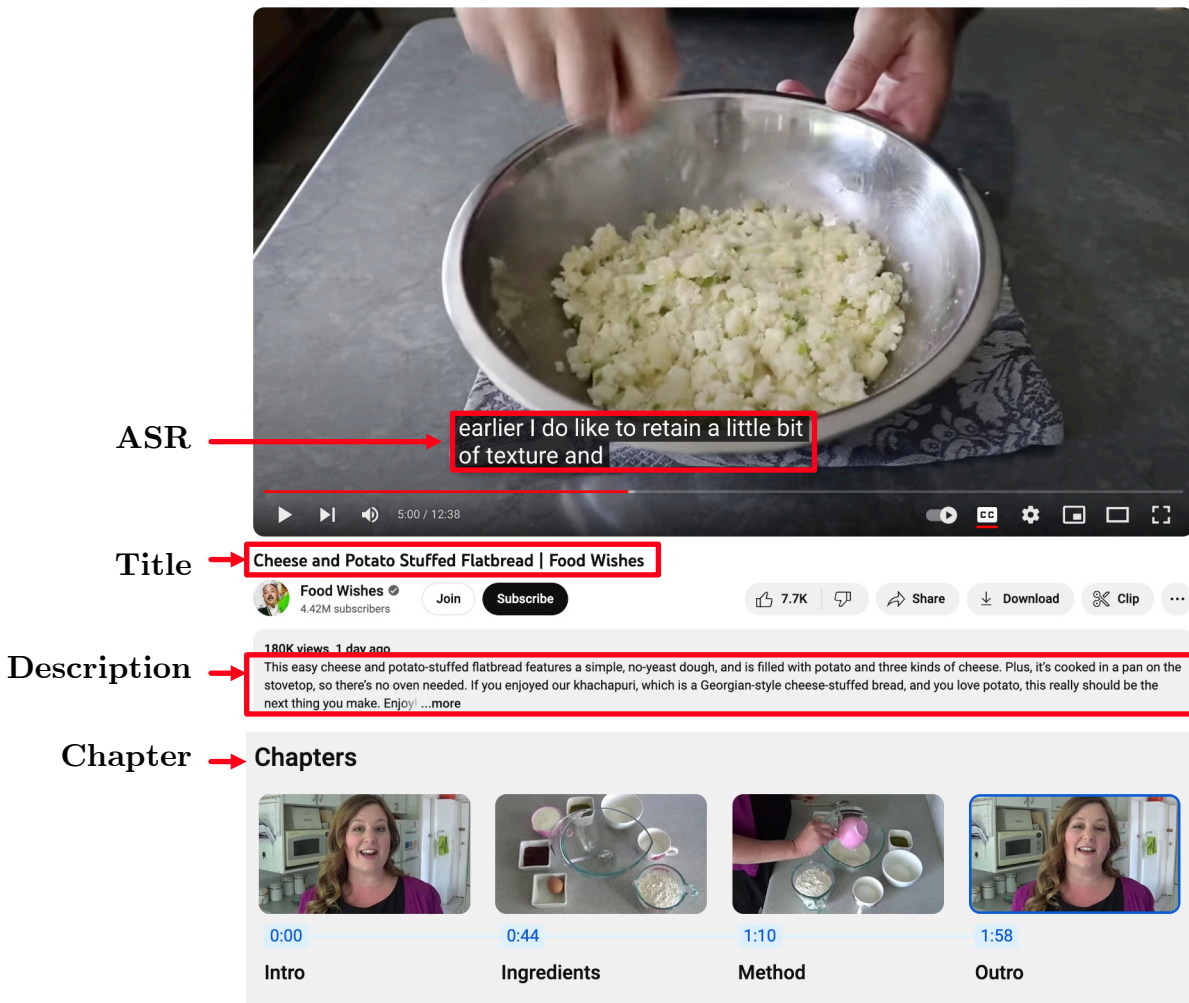 earlier I do like to retain a little bit
of texture and
ASR
5:00 / 12:38
CC
Title
Cheese and Potato Stuffed Flatbread | Food Wishes
Food Wishes
4.42M subscribers
Join
Subscribe
7.7K
Share
Download
Clip
180K views 1 day ago
Description
This easy cheese and potato-stuffed flatbread features a simple, no-yeast dough, and is filled with potato and three kinds of cheese. Plus, it's cooked in a pan on the
stovetop, so there's no oven needed. If you enjoyed our khachapuri, which is a Georgian-style cheese-stuffed bread, and you love potato, this really should be the
next thing you make. Enjoy! ...more
Chapter
Chapters
0:00
0:44
1:10
1:58
Intro
Ingredients
Method
Outro